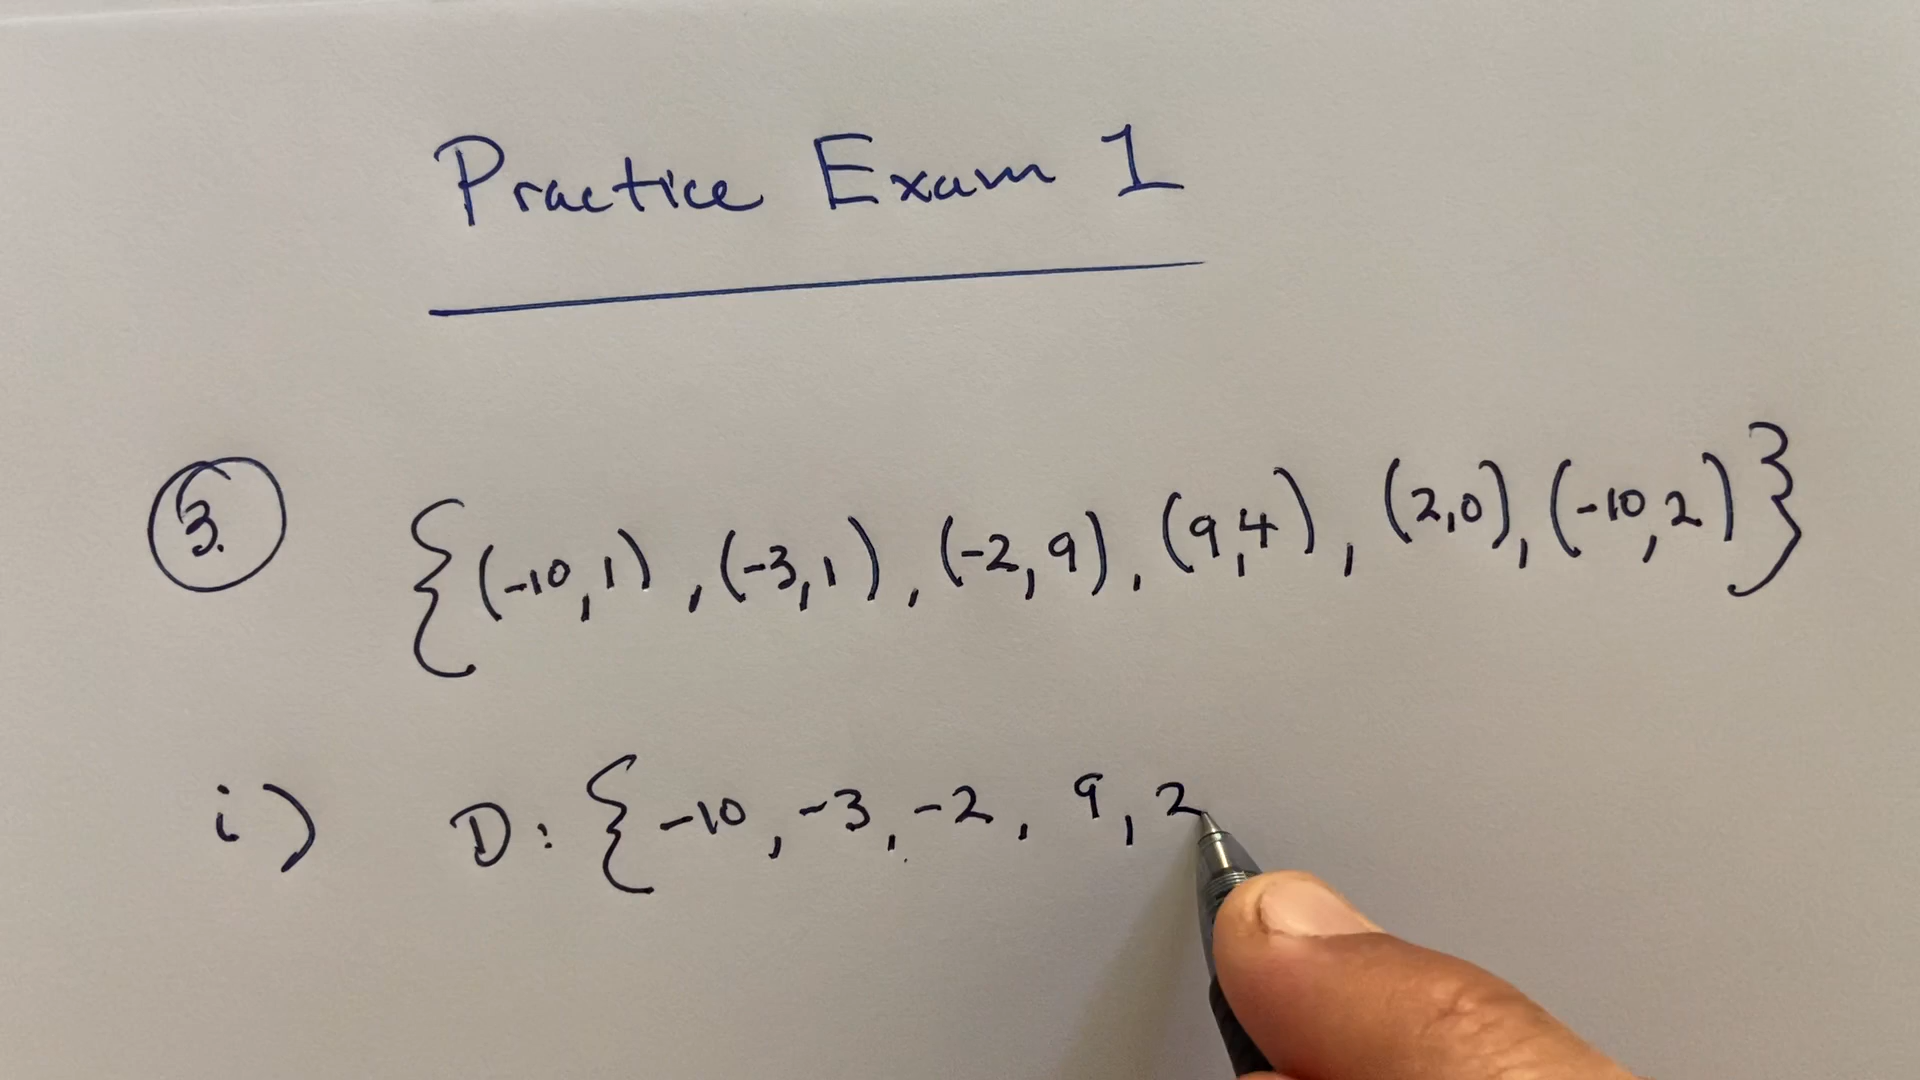 Practice Exam 1
3. {(-10,1), (-3,1), (-2,9), (9,4), (2,0), (-10,2)}
i) D: {-10, -3, -2, 9, 2